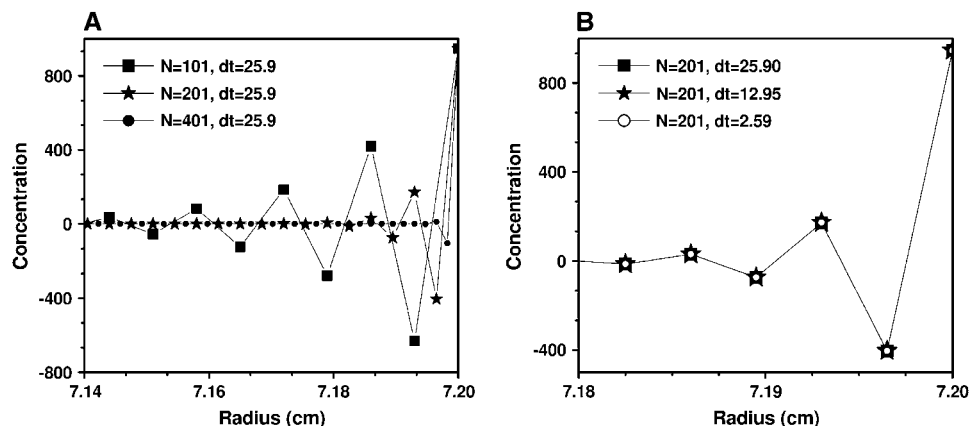 A
N=101, dt=25.9
N=201, dt=25.9
N=401, dt=25.9
800
400
0
-400
-800
Concentration
7.14
7.16
7.18
7.20
Radius (cm)
B
N=201, dt=25.90
N=201, dt=12.95
N=201, dt=2.59
800
400
0
-400
Concentration
7.18
7.19
7.20
Radius (cm)